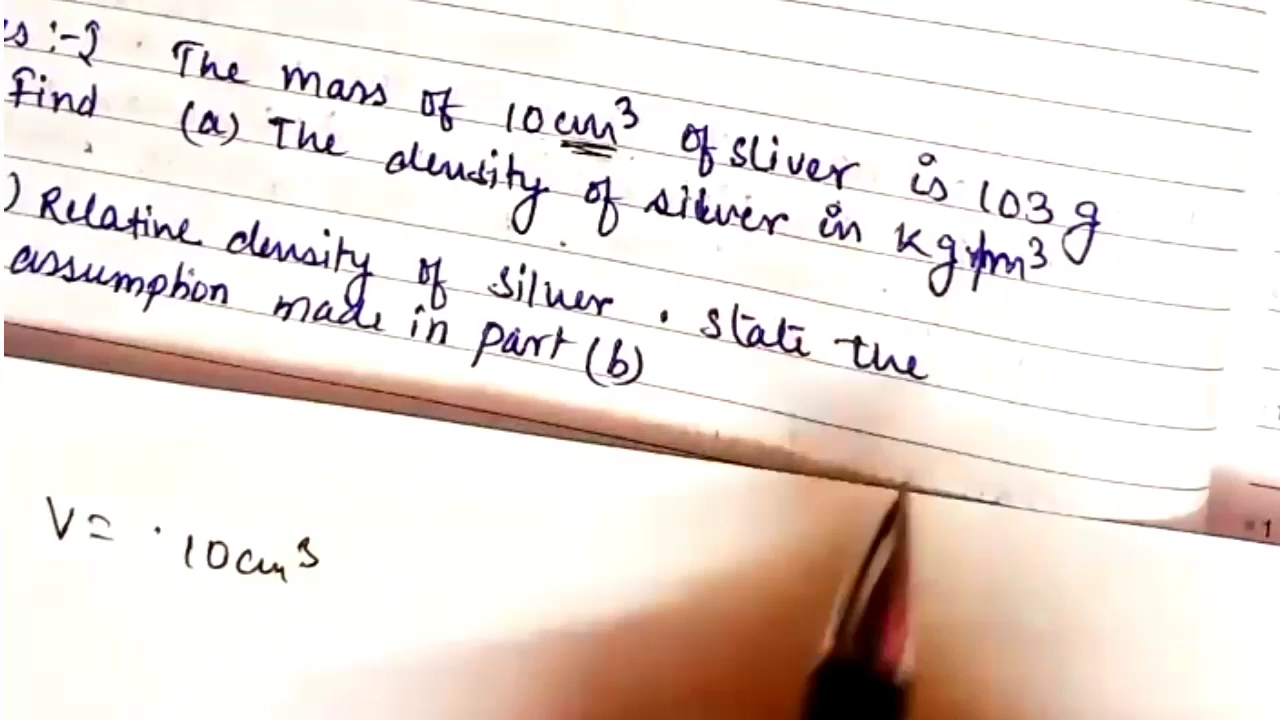 s :-2 The mass of 10cm³ of sliver is 103 g
Find (a) The density of silver in Kg/m³
) Relative density of silver . state the
assumption made in part (b)
V = 10cm³